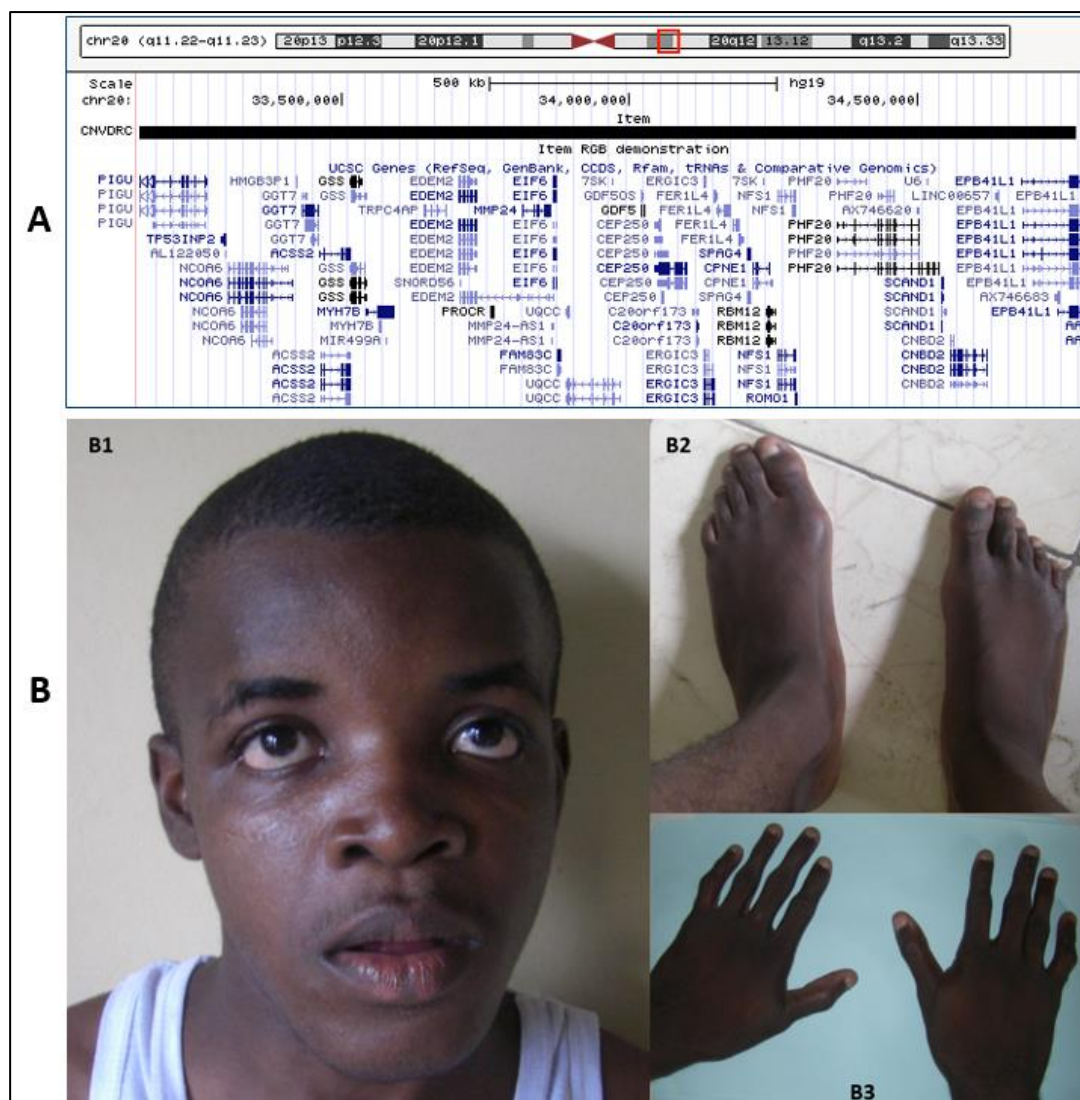 chr20 (q11.22-q11.23) 20p13 p12.3 20p12.1 20q12 13.12 q13.2 q13.33
Scale 500 kb hg19
chr20: 33,500,000 34,000,000 34,500,000
Item
CNVDRC
Item RGB demonstration
UCSC Genes (RefSeq, GenBank, CCDS, Rfam, tRNAs & Comparative Genomics)
PIGU HMGB3P1 GSS EDEM2 EIF6 7SK ERGIC3 7SK PHF20 U6 EPB41L1
PIGU GGT7 GSS EDEM2 EIF6 GDF5OS FER1L4 NFS1 PHF20 LINC00657 EPB41L1
PIGU GGT7 TRPC4AP MMP24 GDF5 FER1L4 NFS1 AX746620 EPB41L1
PIGU GGT7 EDEM2 EIF6 CEP250 FER1L4 PHF20 EPB41L1
TP53INP2 GGT7 EDEM2 EIF6 CEP250 FER1L4 PHF20 EPB41L1
AL122050 ACSS2 EDEM2 EIF6 CEP250 SPAG4 PHF20 EPB41L1
NCOA6 GSS EDEM2 EIF6 CEP250 CPNE1 PHF20 EPB41L1
NCOA6 GSS SNORD56 EIF6 CEP250 CPNE1 SCAND1 EPB41L1
NCOA6 GSS EDEM2 EIF6 CEP250 SPAG4 SCAND1 AX746683
NCOA6 MYH7B PROCR UQCC C20orf173 RBM12 SCAND1 EPB41L1
NCOA6 MYH7B MMP24-AS1 C20orf173 RBM12 SCAND1 AA
NCOA6 MIR499A MMP24-AS1 C20orf173 RBM12 CNBD2 AA
ACSS2 FAM83C ERGIC3 NFS1 CNBD2
ACSS2 FAM83C ERGIC3 NFS1 CNBD2
ACSS2 UQCC ERGIC3 NFS1 CNBD2
ACSS2 UQCC ERGIC3 ROMO1
A
B
B1
B2
B3